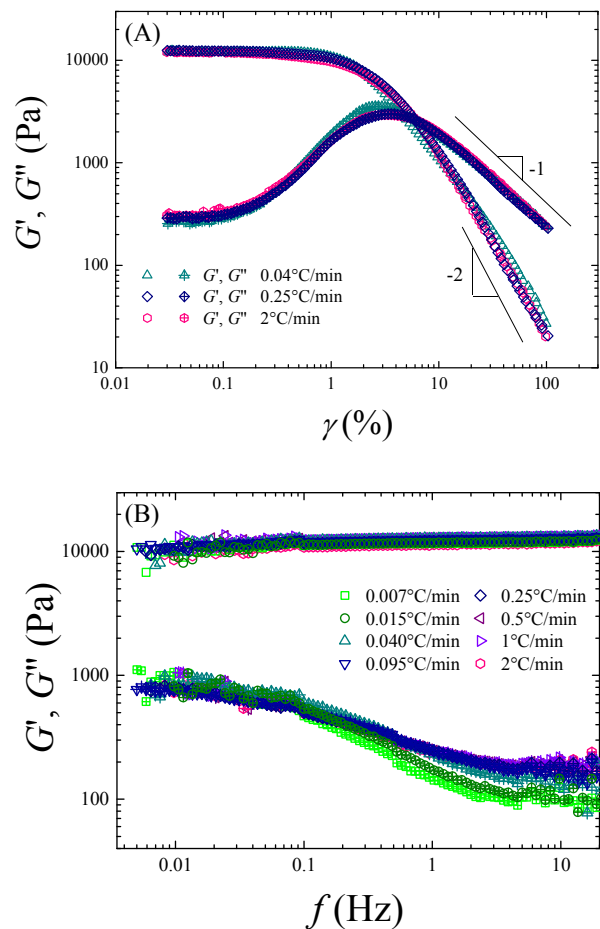 (A)
G', G'' (Pa)
10000
1000
100
10
-1
-2
G', G'' 0.04°C/min
G', G'' 0.25°C/min
G', G'' 2°C/min
0.01 0.1 1 10 100
γ (%)
(B)
G', G'' (Pa)
10000
1000
100
0.007°C/min 0.25°C/min
0.015°C/min 0.5°C/min
0.040°C/min 1°C/min
0.095°C/min 2°C/min
0.01 0.1 1 10
f (Hz)